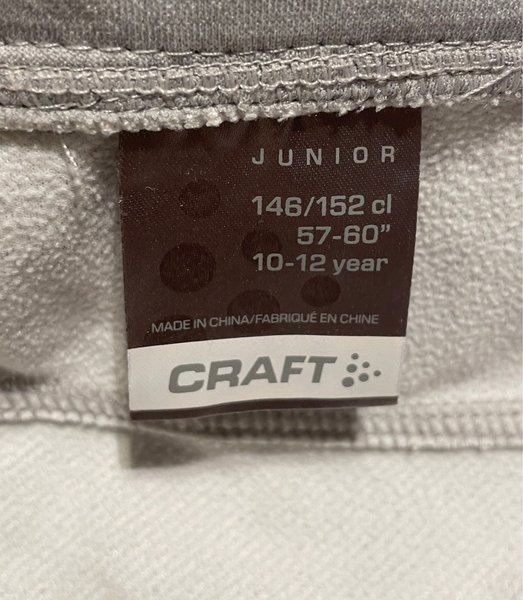 JUNIOR
146/152 cl
57-60”
10-12 year
MADE IN CHINA/FABRIQUÉ EN CHINE
CRAFT